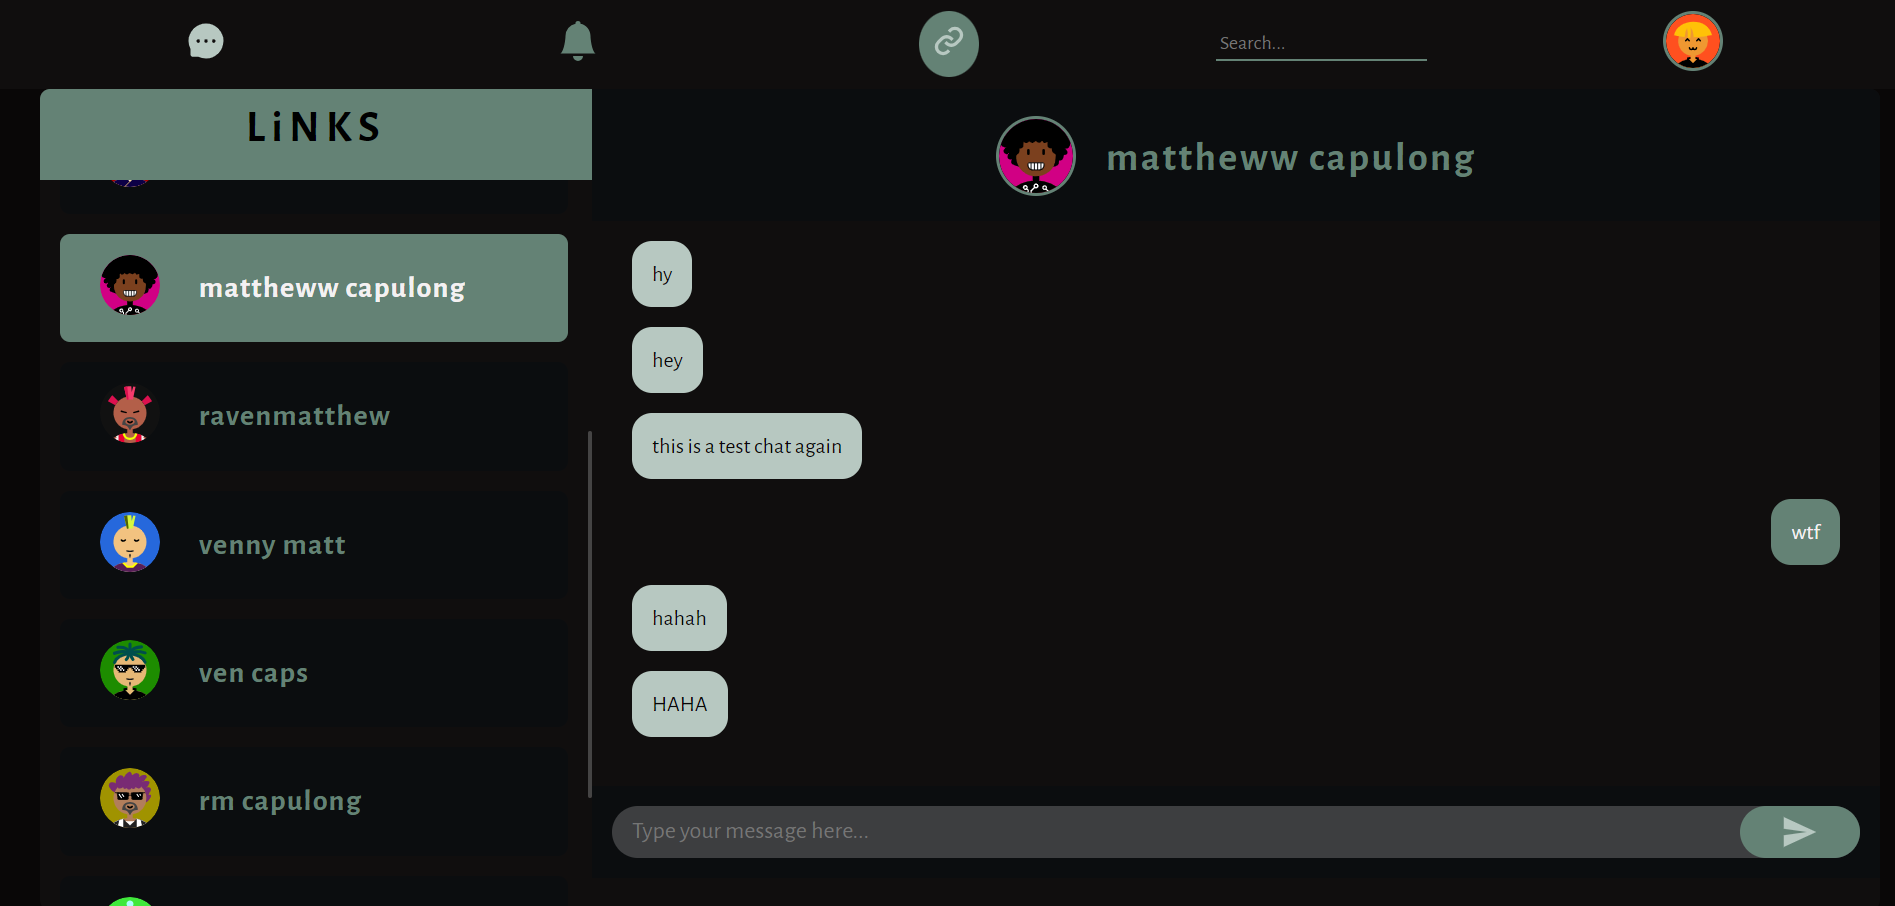 Search...
LiNKS
mattheww capulong
ravenmatthew
venny matt
ven caps
rm capulong
mattheww capulong
hy
hey
this is a test chat again
wtf
hahah
HAHA
Type your message here...